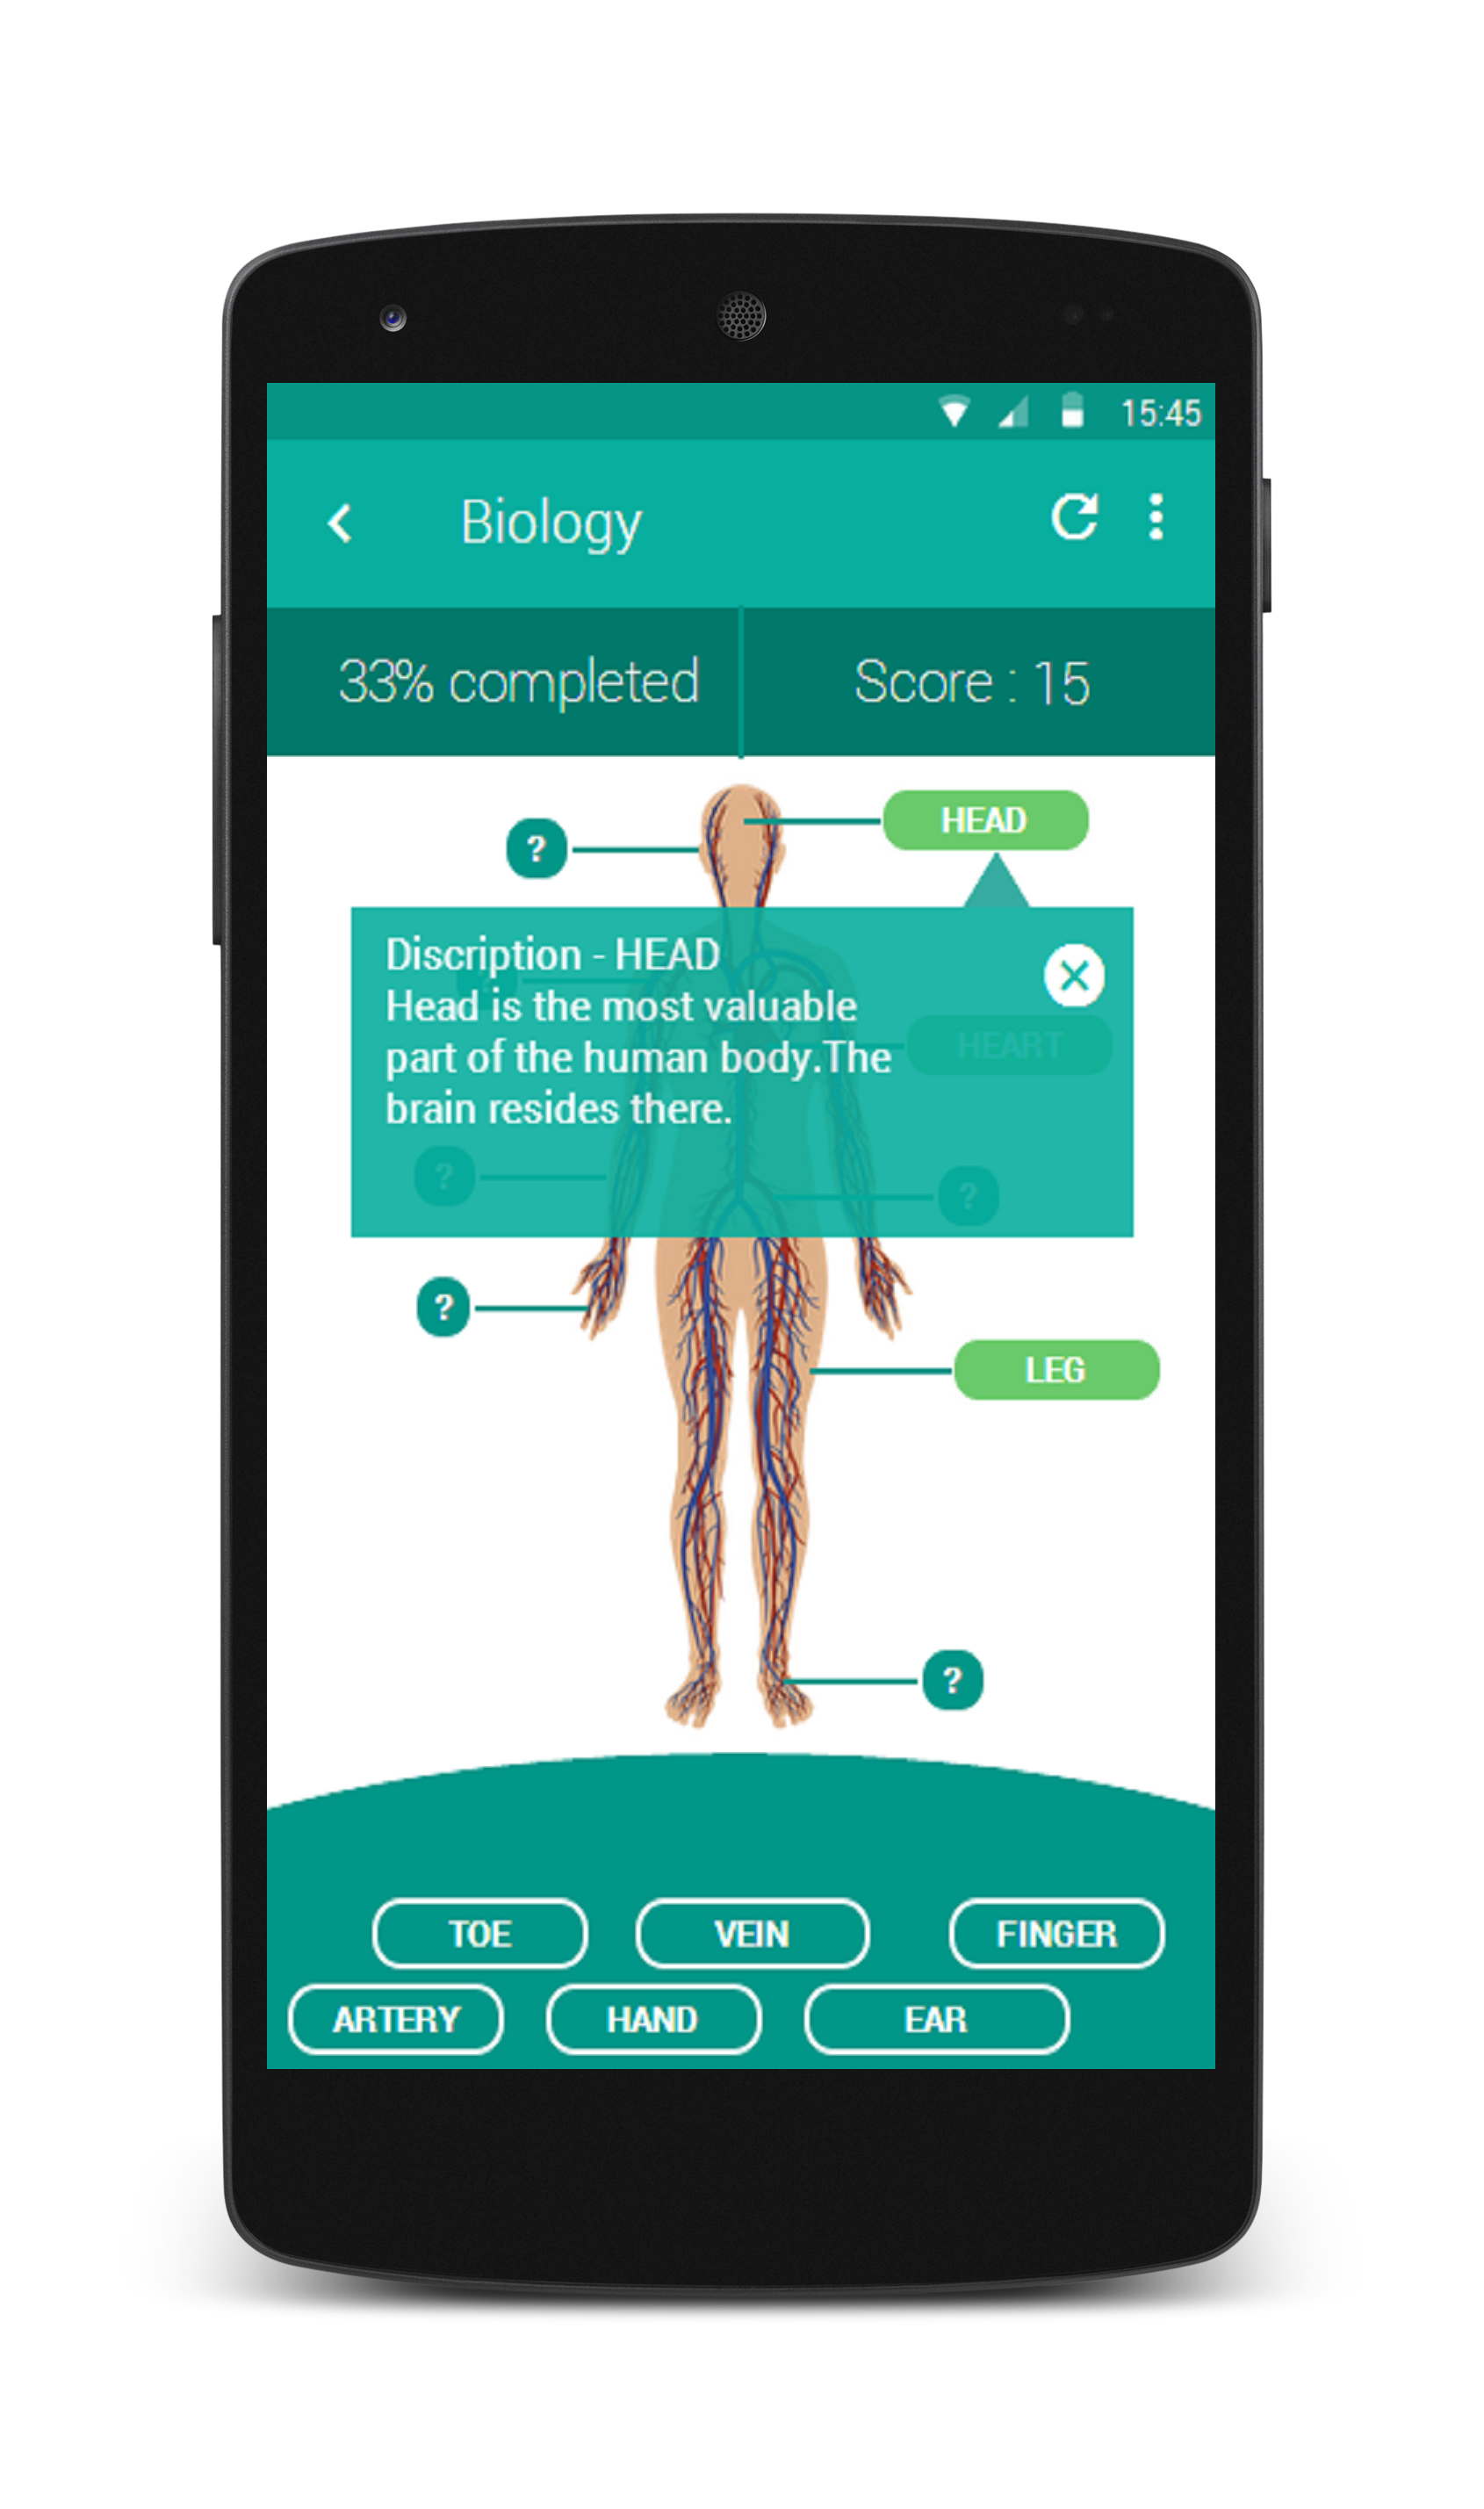 15:45
Biology
33% completed
Score : 15
?
HEAD
Discription - HEAD
?
Head is the most valuable
HEART
part of the human body.The
brain resides there.
?
?
?
LEG
?
TOE
VEIN
FINGER
ARTERY
HAND
EAR